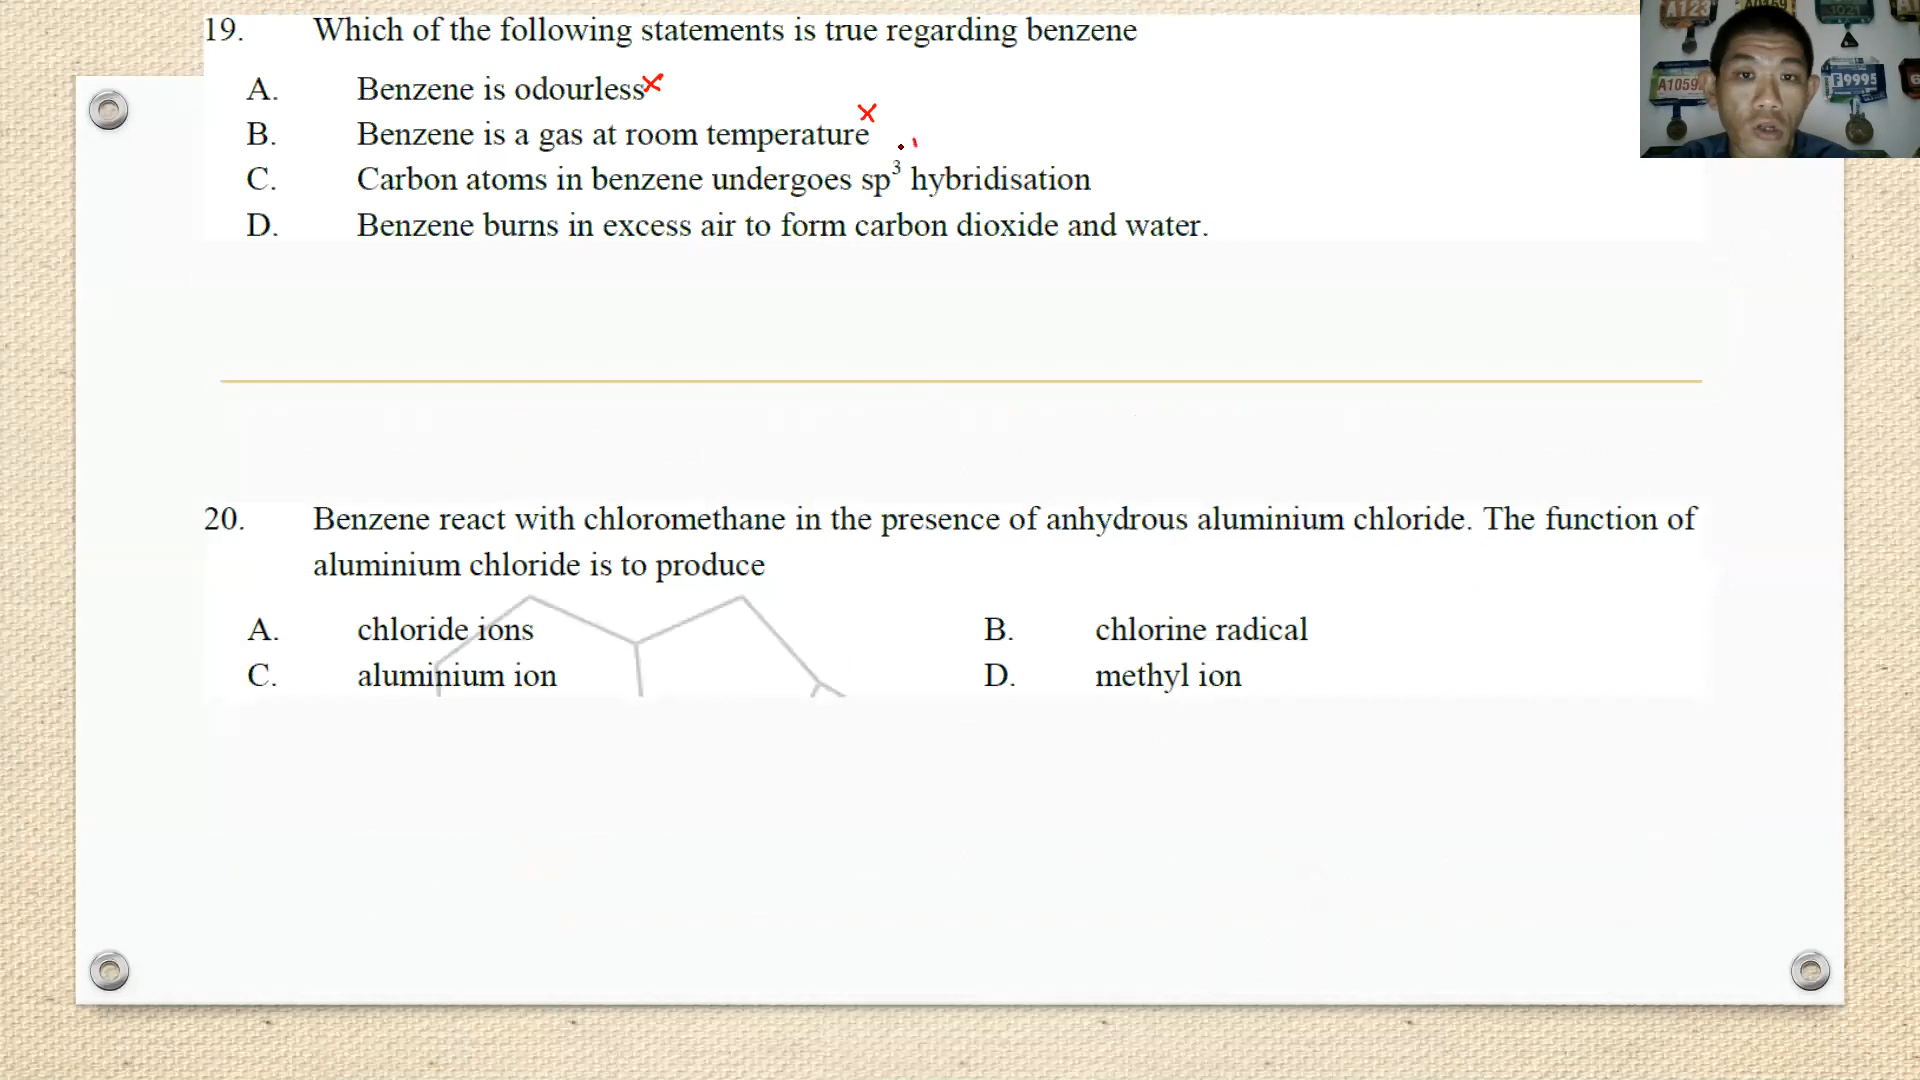 19. Which of the following statements is true regarding benzene
A. Benzene is odourless
B. Benzene is a gas at room temperature
C. Carbon atoms in benzene undergoes sp³ hybridisation
D. Benzene burns in excess air to form carbon dioxide and water.
20. Benzene react with chloromethane in the presence of anhydrous aluminium chloride. The function of
aluminium chloride is to produce
A. chloride ions B. chlorine radical
C. aluminium ion D. methyl ion
A123
A1059
F9995